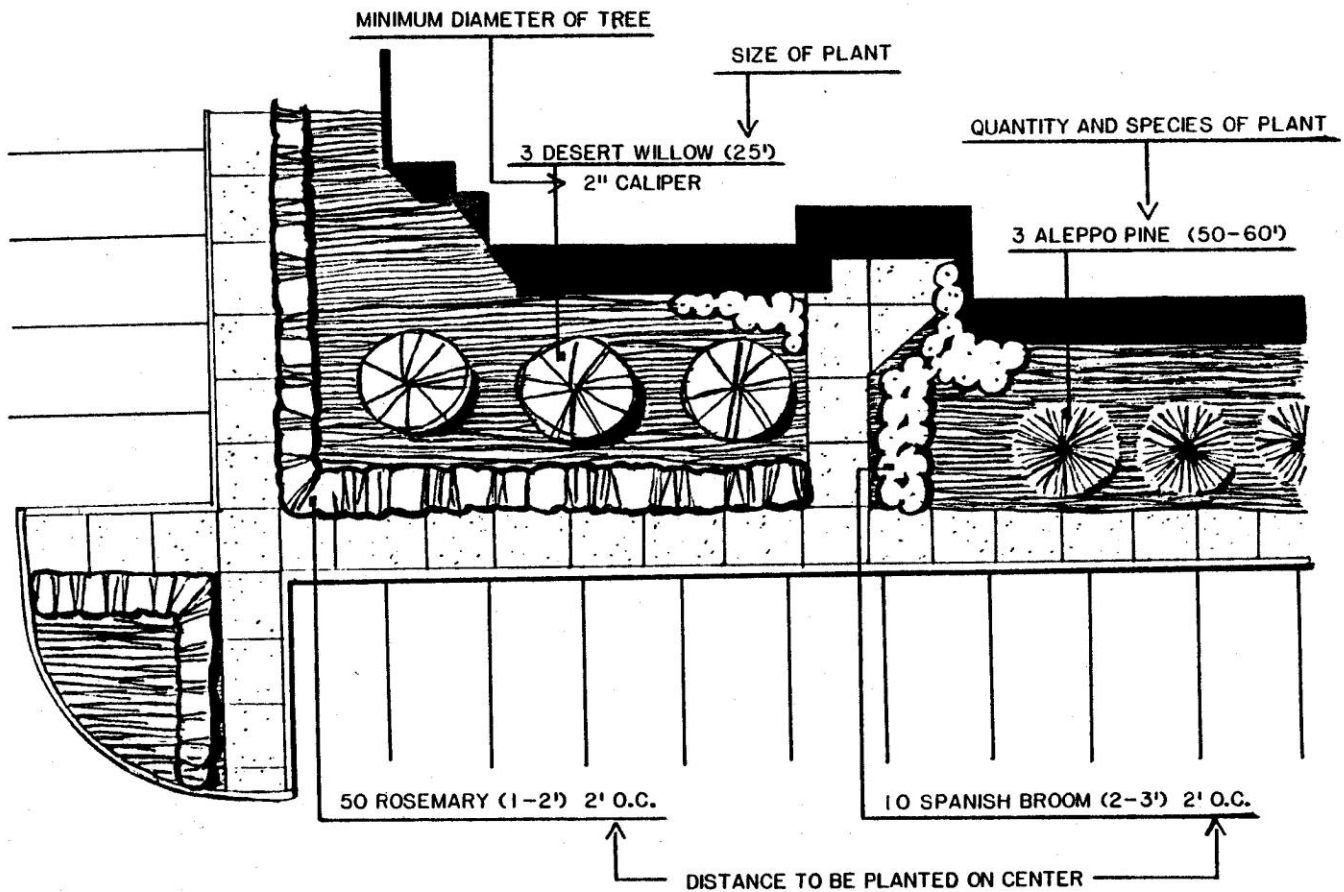 MINIMUM DIAMETER OF TREE
SIZE OF PLANT
QUANTITY AND SPECIES OF PLANT
3 DESERT WILLOW (25')
2" CALIPER
3 ALEPPO PINE (50-60')
50 ROSEMARY (1-2') 2' O.C.
10 SPANISH BROOM (2-3') 2' O.C.
DISTANCE TO BE PLANTED ON CENTER